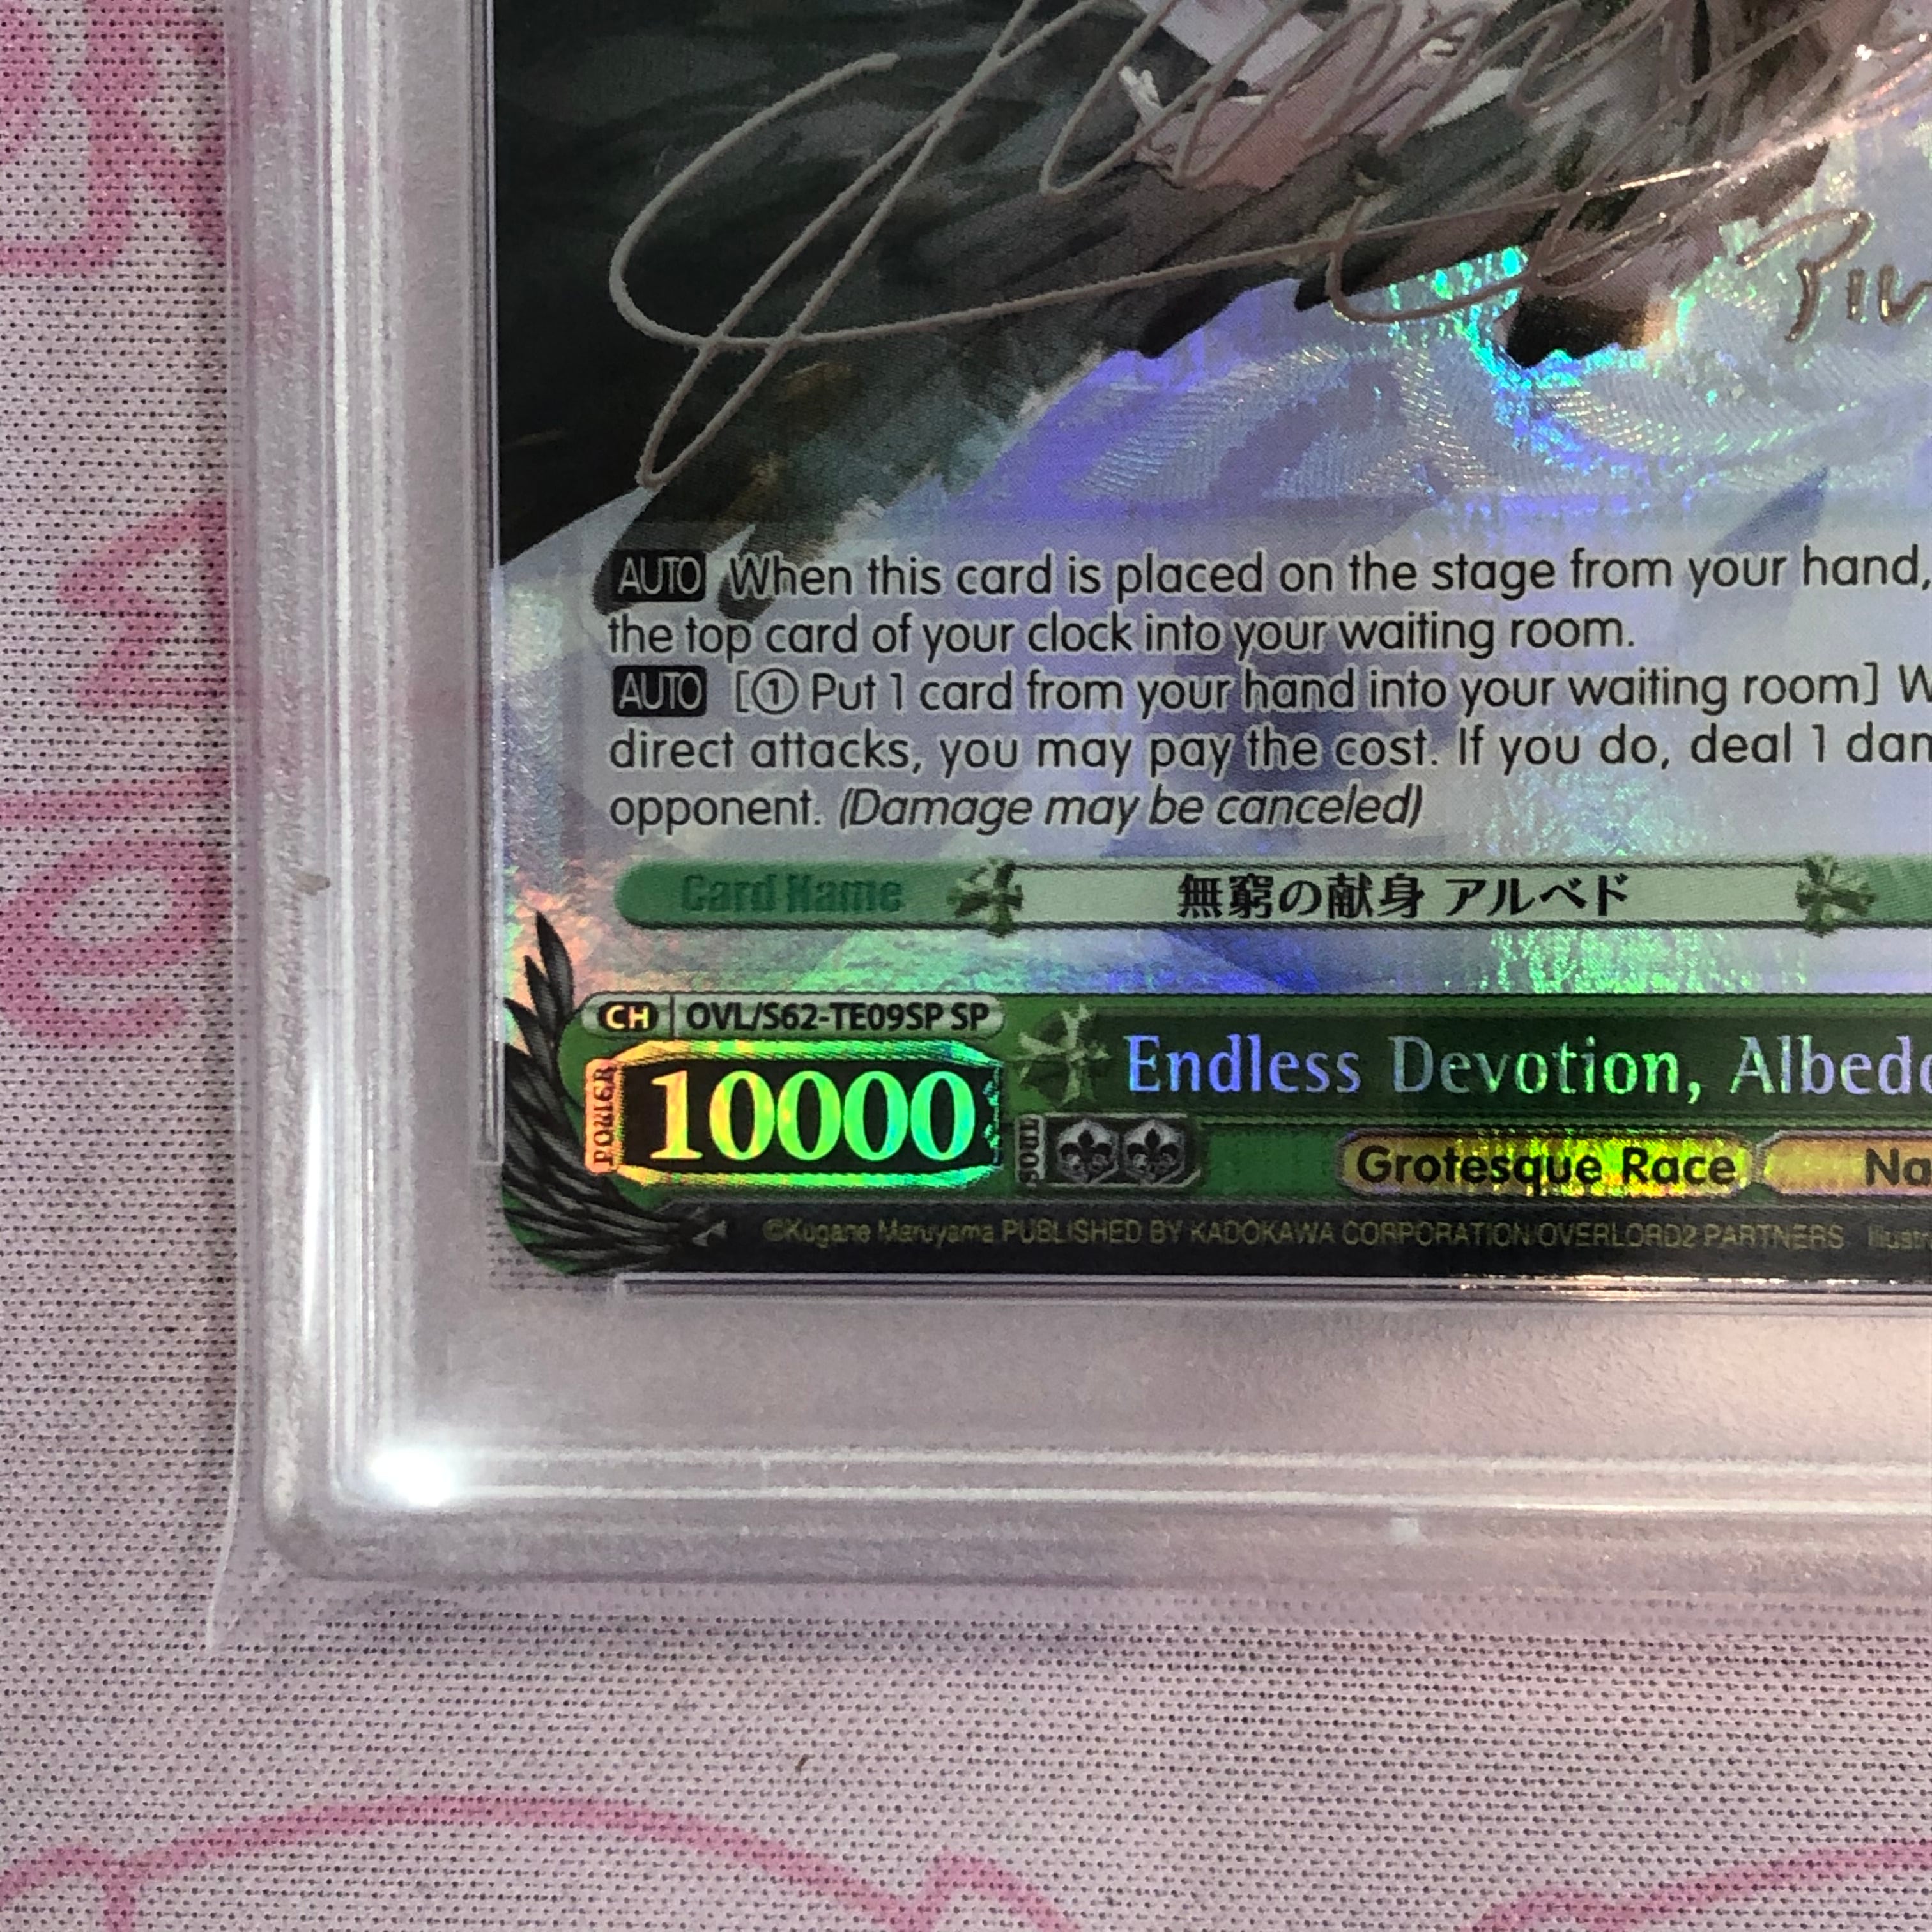 AUTO When this card is placed on the stage from your hand,
the top card of your clock into your waiting room.
AUTO [① Put 1 card from your hand into your waiting room]
direct attacks, you may pay the cost. If you do, deal 1
opponent. (Damage may be canceled)
Card Name 無窮の献身 アルベド
CH OVL/S62-TE09SP SP
POWER 10000 Endless Devotion, Albedo
Grotesque Race
©Kugane Maruyama PUBLISHED BY KADOKAWA CORPORATION/OVERLORD2 PARTNERS